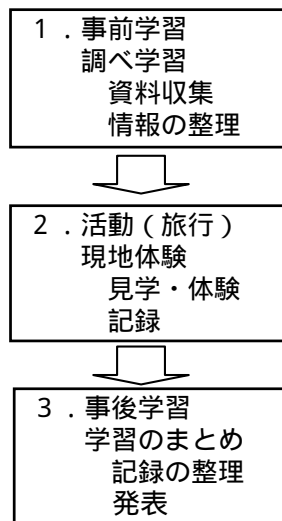 １．事前学習
調べ学習
資料収集
情報の整理
２．活動（旅行）
現地体験
見学・体験
記録
３．事後学習
学習のまとめ
記録の整理
発表